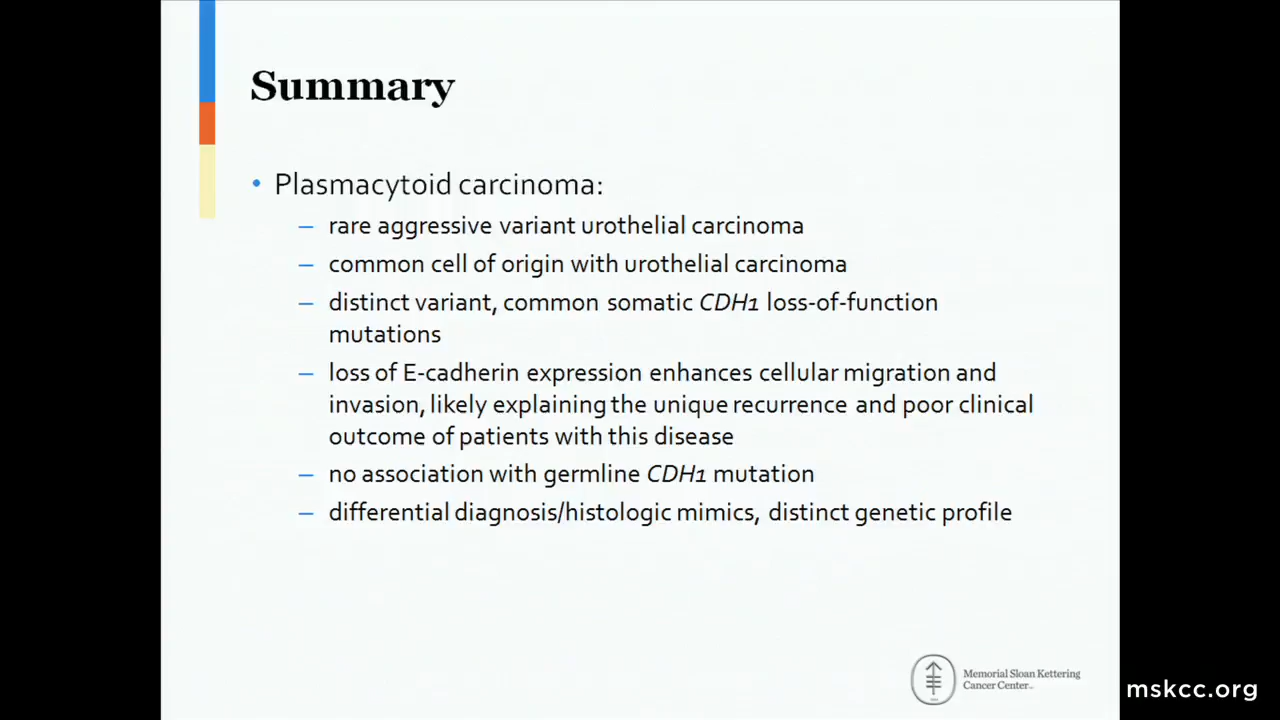 Summary
• Plasmacytoid carcinoma:
– rare aggressive variant urothelial carcinoma
– common cell of origin with urothelial carcinoma
– distinct variant, common somatic CDH1 loss-of-function
mutations
– loss of E-cadherin expression enhances cellular migration and
invasion, likely explaining the unique recurrence and poor clinical
outcome of patients with this disease
– no association with germline CDH1 mutation
– differential diagnosis/histologic mimics, distinct genetic profile
Memorial Sloan Kettering
Cancer Center
mskcc.org